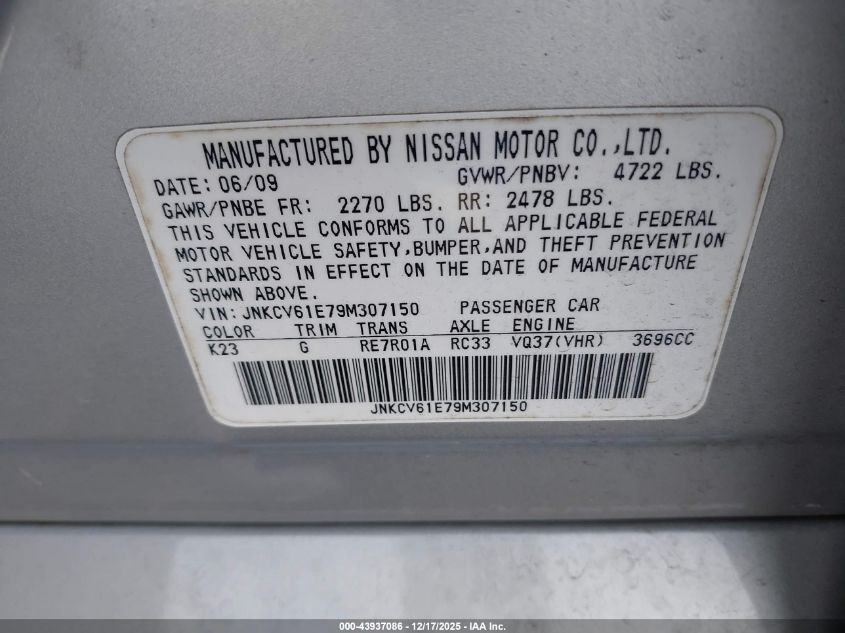 MANUFACTURED BY NISSAN MOTOR CO.,LTD.
DATE: 06/09 GVWR/PNBV: 4722 LBS.
GAWR/PNBE FR: 2270 LBS. RR: 2478 LBS.
THIS VEHICLE CONFORMS TO ALL APPLICABLE FEDERAL
MOTOR VEHICLE SAFETY,BUMPER,AND THEFT PREVENTION
STANDARDS IN EFFECT ON THE DATE OF MANUFACTURE
SHOWN ABOVE.
VIN: JNKCV61E79M307150 PASSENGER CAR
COLOR TRIM TRANS AXLE ENGINE
K23 G RE7R01A RC33 VQ37(VHR) 3696CC
JNKCV61E79M307150
000-43937086 - 12/17/2025 - IAA Inc.